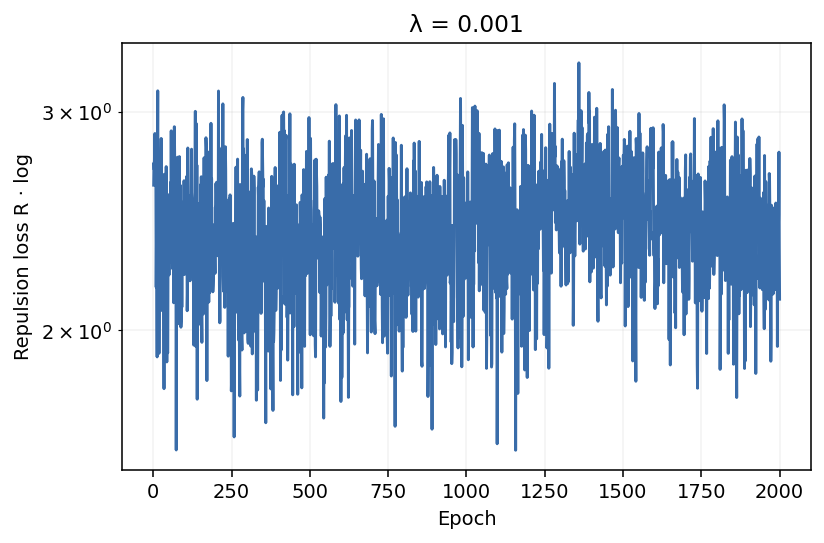 λ = 0.001
Repulsion loss R · log
3 × 10⁰
2 × 10⁰
0 250 500 750 1000 1250 1500 1750 2000
Epoch